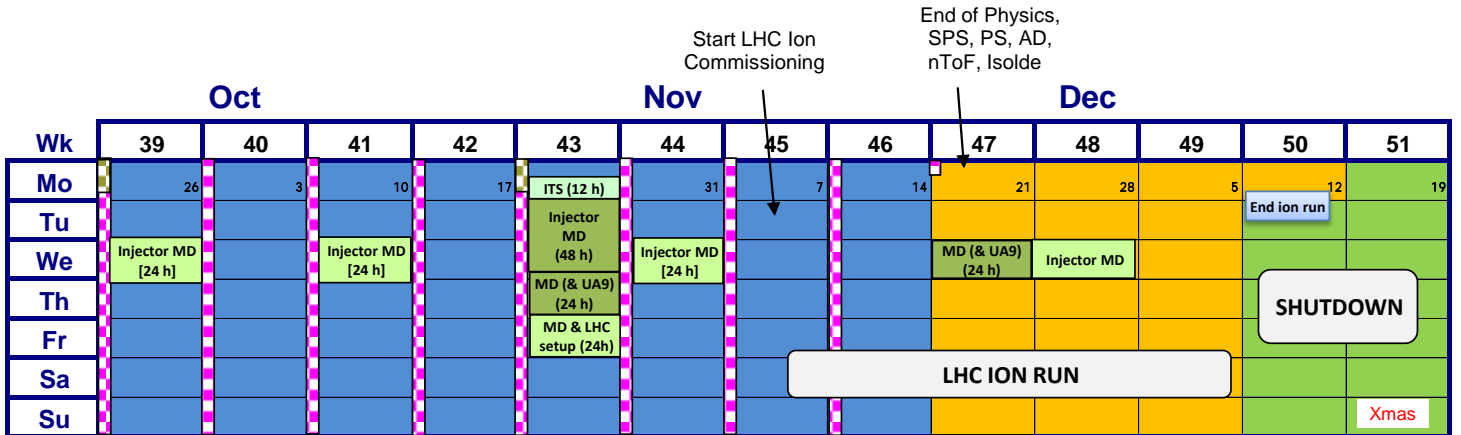 End of Physics,
SPS, PS, AD,
nToF, Isolde
Start LHC Ion
Commissioning
Oct Nov Dec
Wk 39 40 41 42 43 44 45 46 47 48 49 50 51
Mo 26 3 10 17 ITS (12 h) 31 7 14 21 28 5 12 19
End ion run
Tu Injector
MD
(48 h)
We Injector MD
[24 h]
Injector MD
[24 h]
Injector MD
[24 h]
MD (& UA9)
(24 h)
Injector MD
Th MD (& UA9)
(24 h)
SHUTDOWN
Fr MD & LHC
setup (24h)
Sa LHC ION RUN
Su Xmas